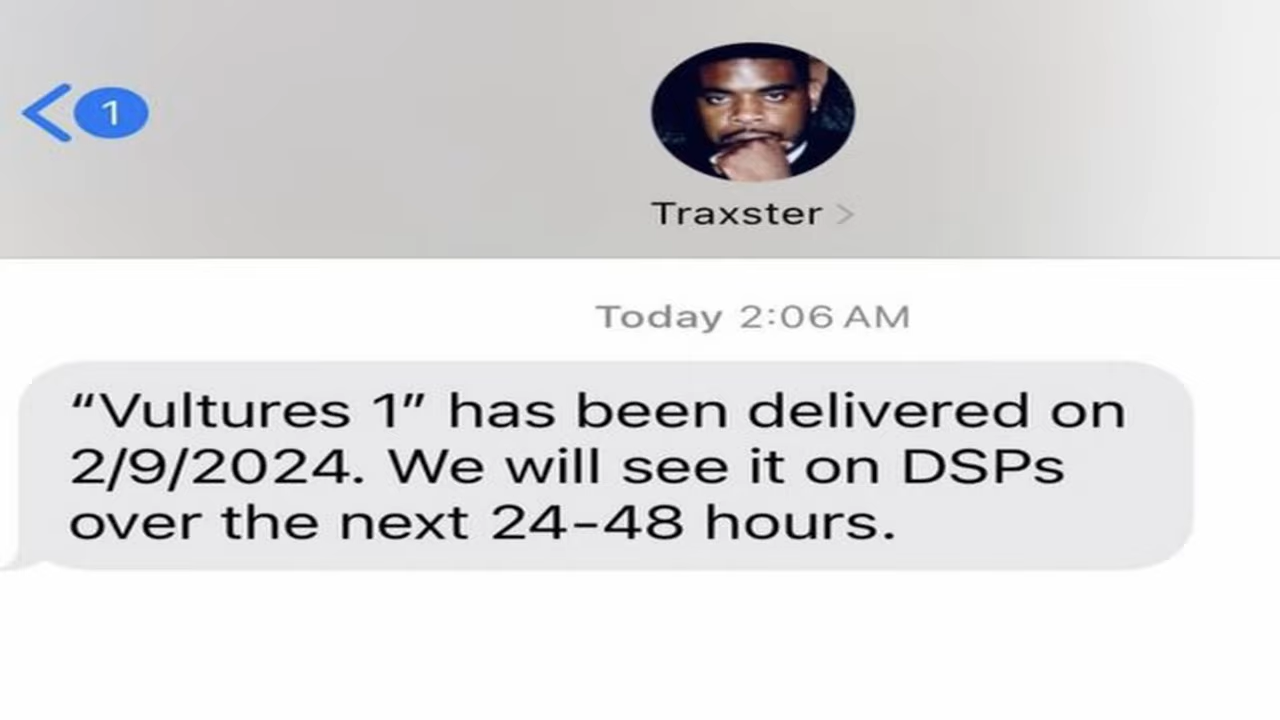 1
Traxster >
Today 2:06 AM
“Vultures 1” has been delivered on
2/9/2024. We will see it on DSPs
over the next 24-48 hours.